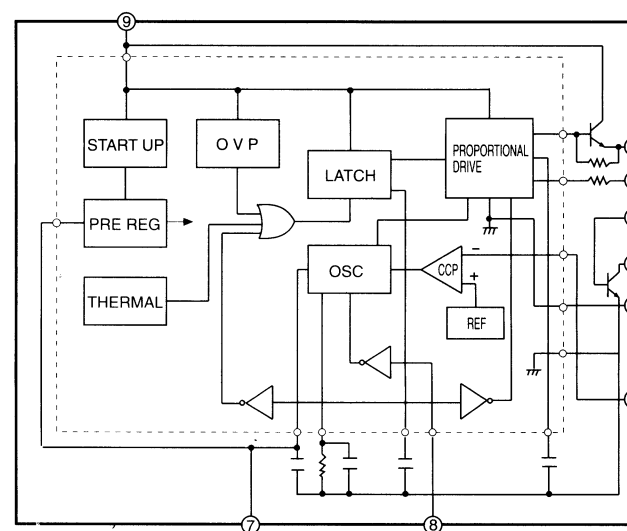 9
START UP
O V P
LATCH
PROPORTIONAL
DRIVE
PRE REG
THERMAL
OSC
CCP
−
+
REF
7
8